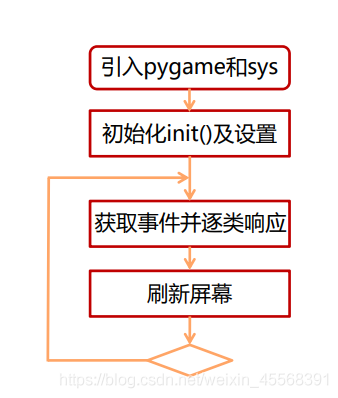 引入pygame和sys
初始化init()及设置
获取事件并逐类响应
刷新屏幕
https://blog.csdn.net/weixin_45568391